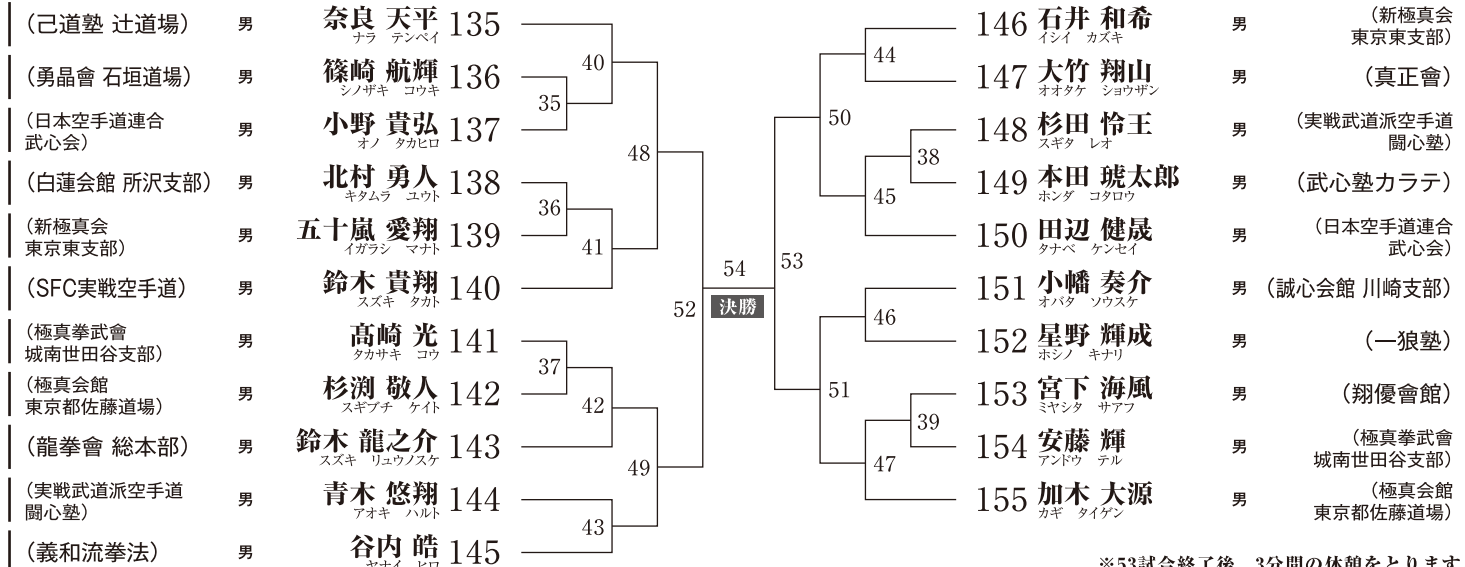 （己道塾 辻道場） 男 奈良 天平 135
ナラ テンペイ
（勇晶會 石垣道場） 男 篠崎 航輝 136
シノザキ コウキ
（日本空手道連合
武心会） 男 小野 貴弘 137
オノ タカヒロ
（白蓮会館 所沢支部） 男 北村 勇人 138
キタムラ ユウト
（新極真会
東京東支部） 男 五十嵐 愛翔 139
イガラシ マナト
（SFC実戦空手道） 男 鈴木 貴翔 140
スズキ タカト
（極真拳武會
城南世田谷支部） 男 髙崎 光 141
タカサキ コウ
（極真会館
東京都佐藤道場） 男 杉渕 敬人 142
スギブチ ケイト
（龍拳會 総本部） 男 鈴木 龍之介 143
スズキ リュウノスケ
（実戦武道派空手道
闘心塾） 男 青木 悠翔 144
アオキ ハルト
（義和流拳法） 男 谷内 皓 145
ヤナイ ヒロ
40
35
48
36
41
52
37
42
49
43
54
決勝
53
44
50
38
45
46
51
39
47
146 石井 和希 男 （新極真会
東京東支部）
イシイ カズキ
147 大竹 翔山 男 （真正會）
オオタケ ショウザン
148 杉田 怜王 男 （実戦武道派空手道
闘心塾）
スギタ レオ
149 本田 琥太郎 男 （武心塾カラテ）
ホンダ コタロウ
150 田辺 健晟 男 （日本空手道連合
武心会）
タナベ ケンセイ
151 小幡 奏介 男 （誠心会館 川崎支部）
オバタ ソウスケ
152 星野 輝成 男 （一狼塾）
ホシノ キナリ
153 宮下 海風 男 （翔優會館）
ミヤシタ サアフ
154 安藤 輝 男 （極真拳武會
城南世田谷支部）
アンドウ テル
155 加木 大源 男 （極真会館
東京都佐藤道場）
カギ タイゲン
※53試合終了後、3分間の休憩をとります